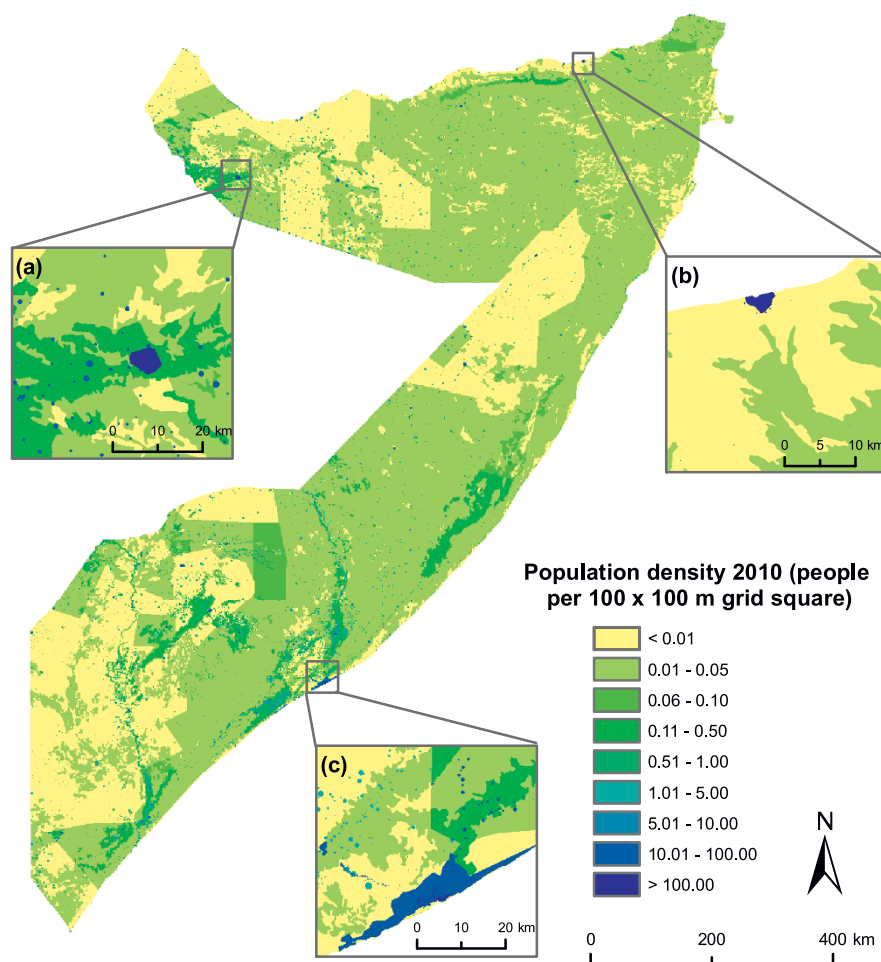 (a)
0 10 20 km
(b)
0 5 10 km
(c)
0 10 20 km
Population density 2010 (people
per 100 x 100 m grid square)
< 0.01
0.01 - 0.05
0.06 - 0.10
0.11 - 0.50
0.51 - 1.00
1.01 - 5.00
5.01 - 10.00
10.01 - 100.00
> 100.00
N
0 200 400 km